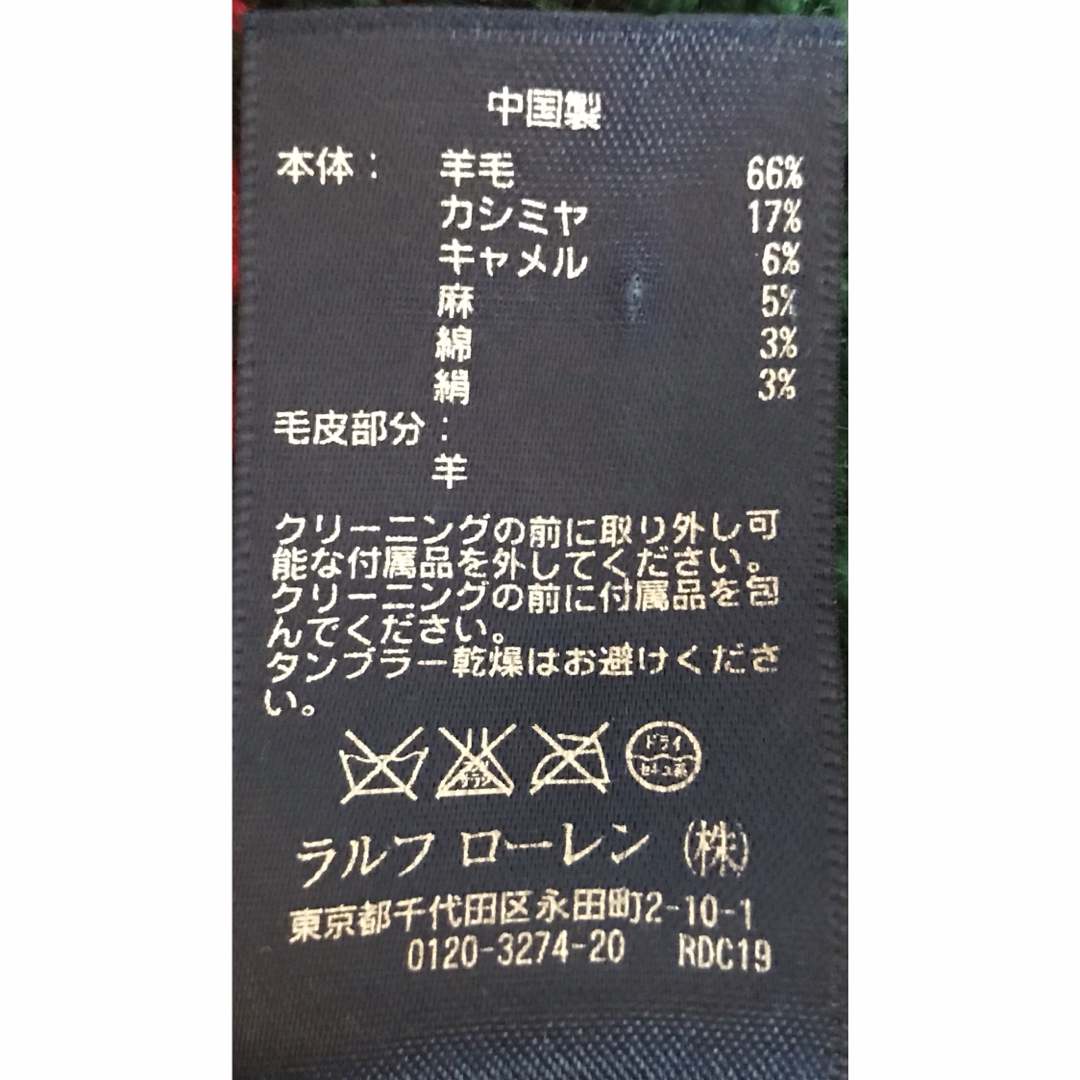 中国製
本体： 羊毛 66%
カシミヤ 17%
キャメル 6%
麻 5%
綿 3%
絹 3%
毛皮部分：
羊
クリーニングの前に取り外し可
能な付属品を外してください。
クリーニングの前に付属品を包
んでください。
タンブラー乾燥はお避けくださ
い。
ドライ
セキユ系
ラルフ ローレン (株)
東京都千代田区永田町2-10-1
0120-3274-20 RDC19